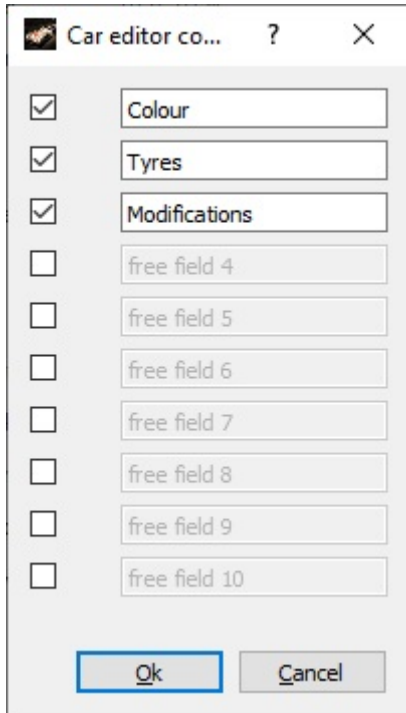 Car editor co... ?
Colour
Tyres
Modifications
free field 4
free field 5
free field 6
free field 7
free field 8
free field 9
free field 10
Ok Cancel